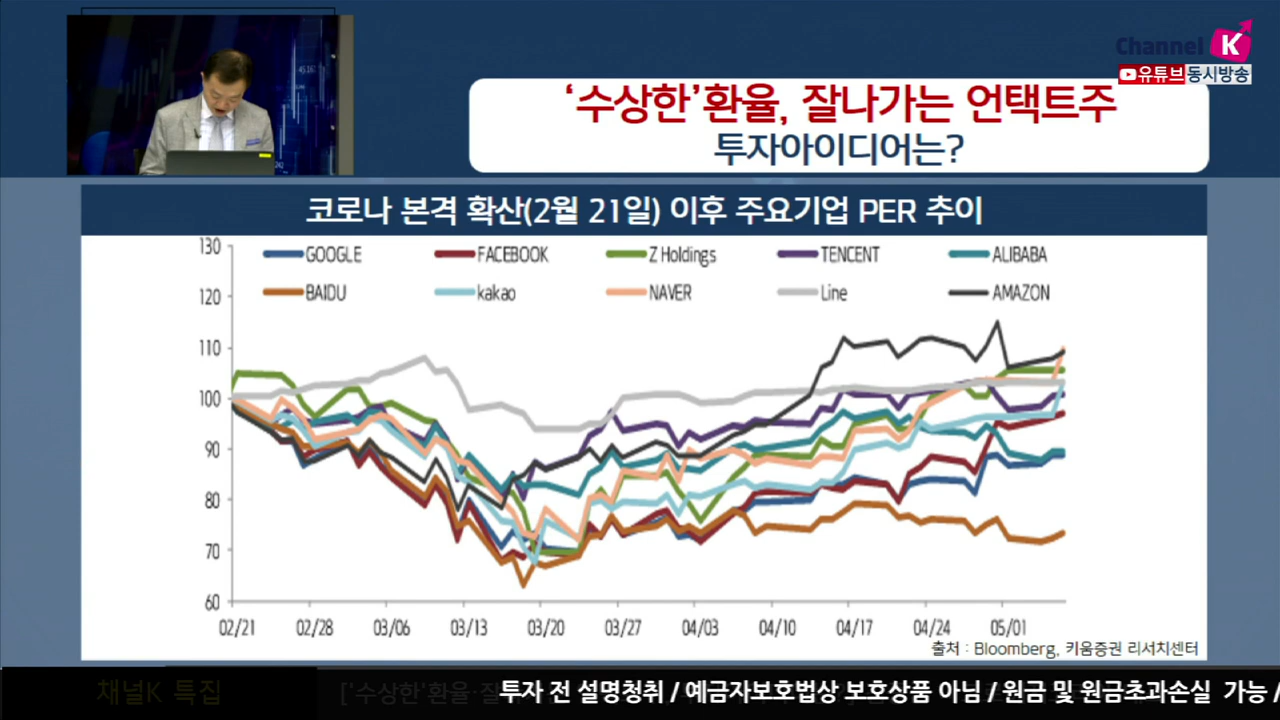 Channel K
유튜브동시방송
‘수상한’환율, 잘나가는 언택트주
투자아이디어는?
코로나 본격 확산(2월 21일) 이후 주요기업 PER 추이
GOOGLE FACEBOOK Z Holdings TENCENT ALIBABA
BAIDU kakao NAVER Line AMAZON
130
120
110
100
90
80
70
60
02/21 02/28 03/06 03/13 03/20 03/27 04/03 04/10 04/17 04/24 05/01
출처 : Bloomberg, 키움증권 리서치센터
채널K 특집
['수상한'환율·잘
투자 전 설명청취 / 예금자보호법상 보호상품 아님 / 원금 및 원금초과손실 가능 /